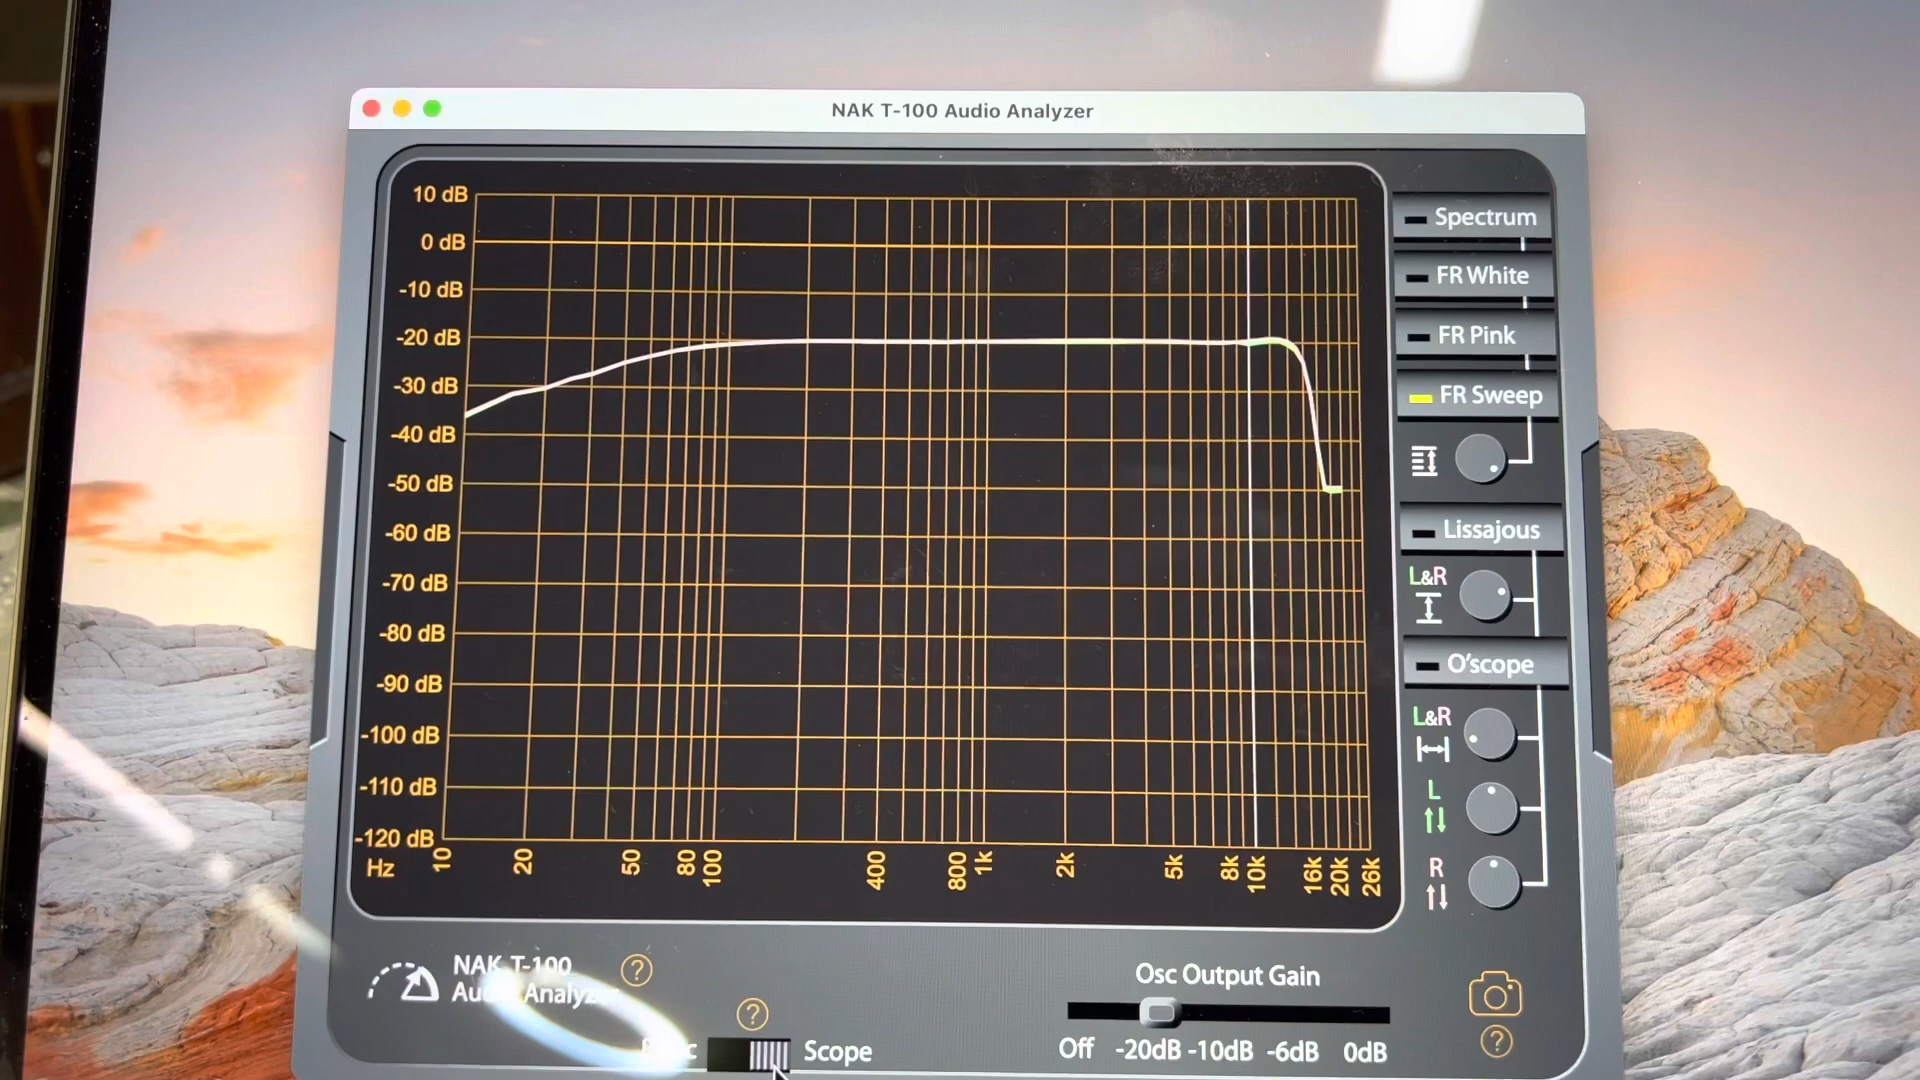 NAK T-100 Audio Analyzer
10 dB
0 dB
-10 dB
-20 dB
-30 dB
-40 dB
-50 dB
-60 dB
-70 dB
-80 dB
-90 dB
-100 dB
-110 dB
-120 dB
Hz 10 20 50 80 100 400 800 1k 2k 5k 8k 10k 16k 20k 26k
Spectrum
FR White
FR Pink
FR Sweep
Lissajous
L&R
O'scope
L&R
L
R
NAK T-100
Audio Analyzer
?
?
Scope
Osc Output Gain
Off -20dB -10dB -6dB 0dB
?